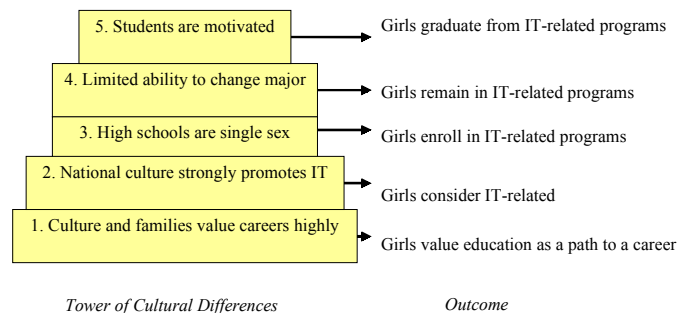 5. Students are motivated
Girls graduate from IT-related programs
4. Limited ability to change major
Girls remain in IT-related programs
3. High schools are single sex
Girls enroll in IT-related programs
2. National culture strongly promotes IT
Girls consider IT-related
1. Culture and families value careers highly
Girls value education as a path to a career
Tower of Cultural Differences
Outcome